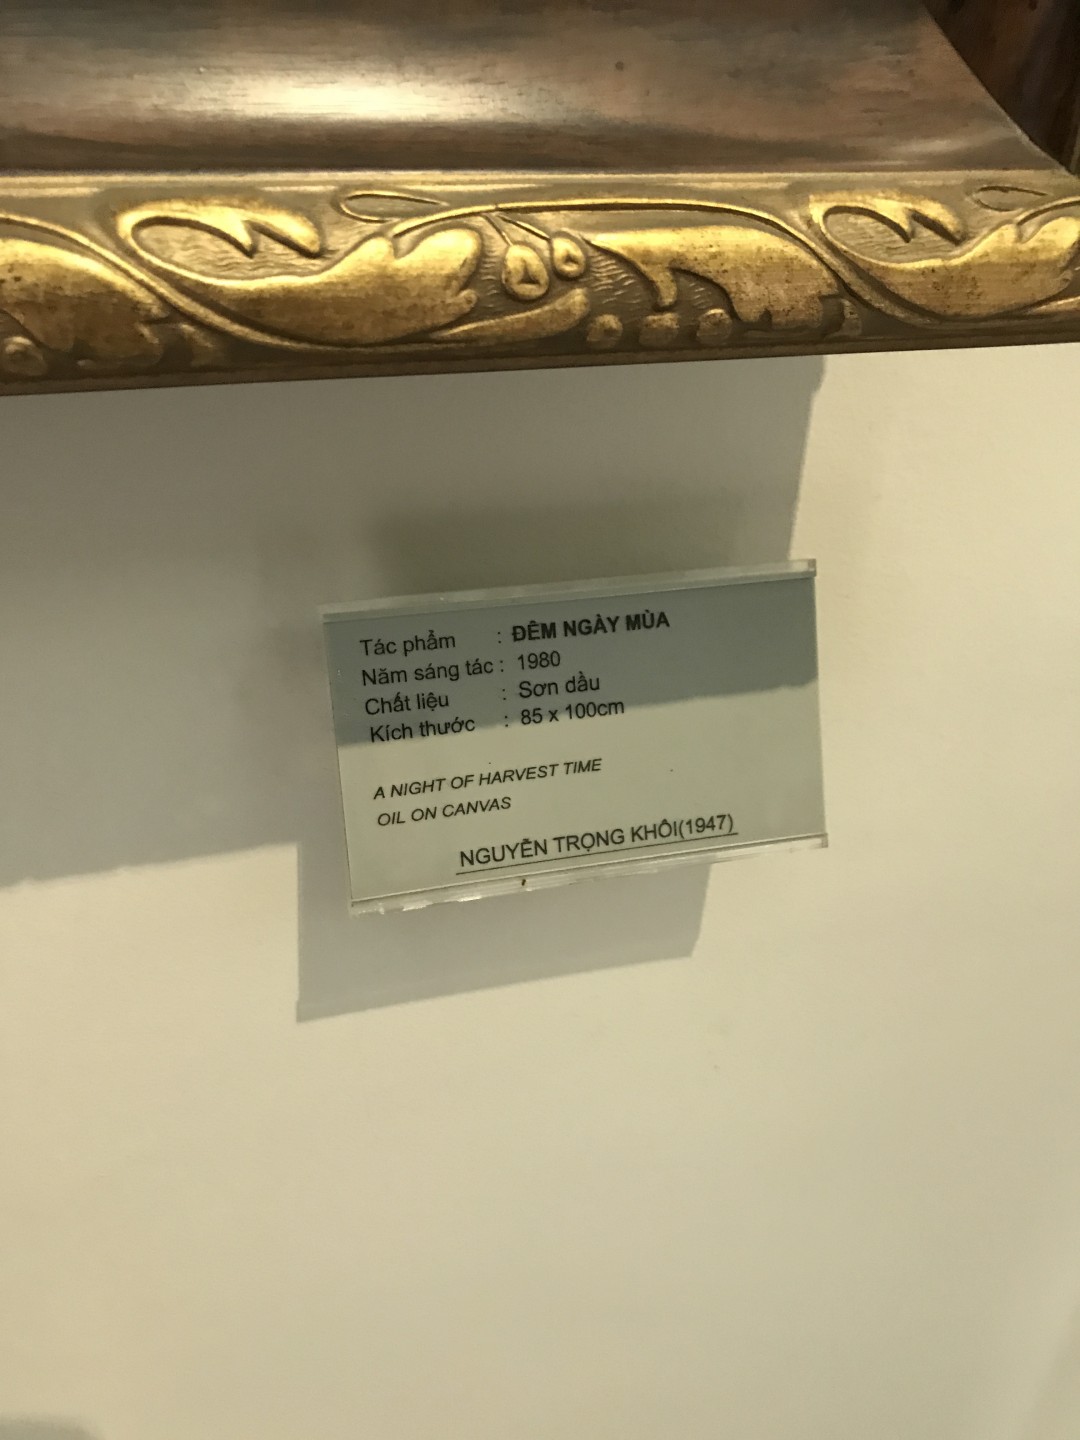 Tác phẩm : ĐÊM NGÀY MÙA
Năm sáng tác : 1980
Chất liệu : Sơn dầu
Kích thước : 85 x 100cm
A NIGHT OF HARVEST TIME
OIL ON CANVAS
NGUYỄN TRỌNG KHÔI(1947)